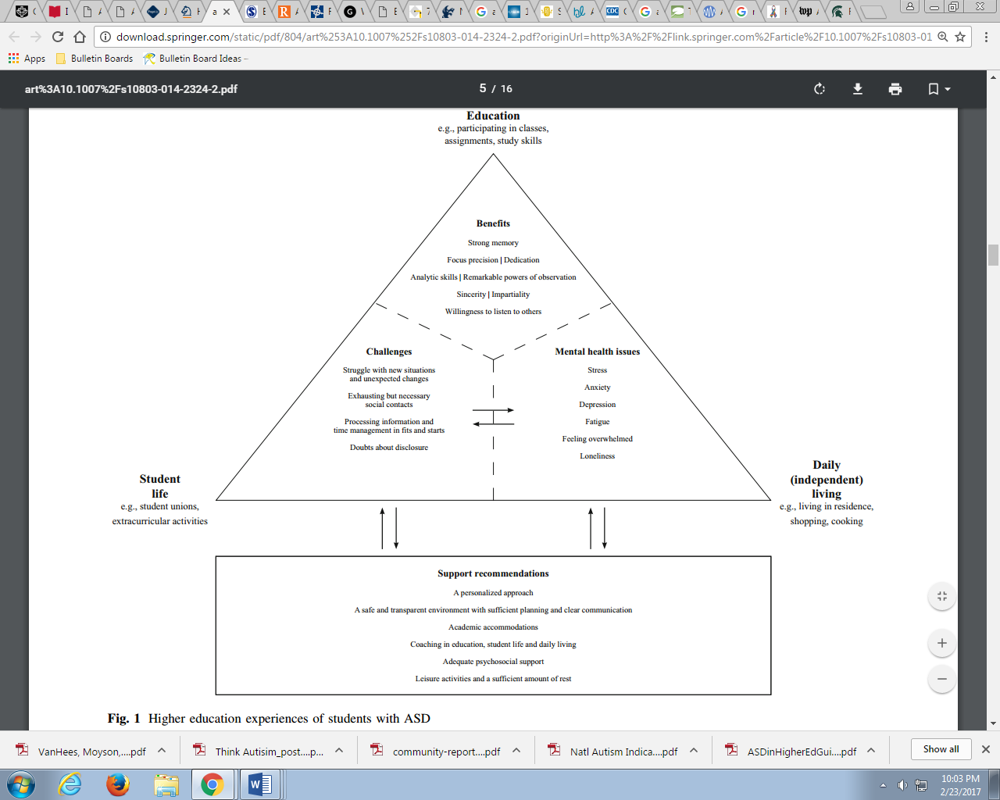 download.springer.com/static/pdf/804/art%253A10.1007%252Fs10803-014-2324-2.pdf?originUrl=http%3A%2F%2Flink.springer.com%2Farticle%2F10.1007%2Fs10803-01
Apps Bulletin Boards Bulletin Board Ideas –
art%3A10.1007%2Fs10803-014-2324-2.pdf 5 / 16
Education
e.g., participating in classes,
assignments, study skills
Benefits
Strong memory
Focus precision | Dedication
Analytic skills | Remarkable powers of observation
Sincerity | Impartiality
Willingness to listen to others
Challenges
Struggle with new situations
and unexpected changes
Exhausting but necessary
social contacts
Processing information and
time management in fits and starts
Doubts about disclosure
Mental health issues
Stress
Anxiety
Depression
Fatigue
Feeling overwhelmed
Loneliness
Student
life
e.g., student unions,
extracurricular activities
Daily
(independent)
living
e.g., living in residence,
shopping, cooking
Support recommendations
A personalized approach
A safe and transparent environment with sufficient planning and clear communication
Academic accommodations
Coaching in education, student life and daily living
Adequate psychosocial support
Leisure activities and a sufficient amount of rest
Fig. 1 Higher education experiences of students with ASD
VanHees, Moyson,....pdf Think Autisim_post....p... community-report....pdf Natl Autism Indica....pdf ASDinHigherEdGui....pdf Show all
10:03 PM
2/23/2017